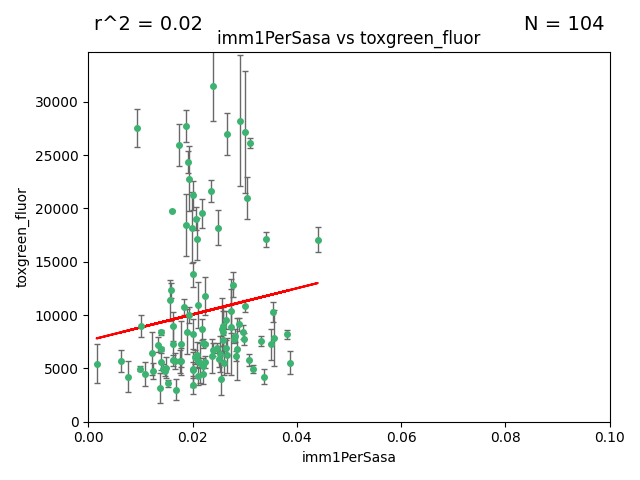 r^2 = 0.02
N = 104
imm1PerSasa vs toxgreen_fluor
toxgreen_fluor
30000
25000
20000
15000
10000
5000
0
0.00
0.02
0.04
0.06
0.08
0.10
imm1PerSasa